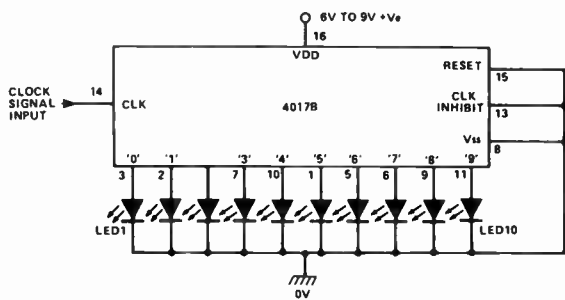 6V TO 9V +Ve
16
VDD
RESET
15
CLOCK
SIGNAL
INPUT
14
CLK
4017B
CLK
INHIBIT
13
Vss
8
'0' '1' '3' '4' '5' '6' '7' '8' '9'
3 2 7 10 1 5 6 9 11
LED1
LED10
0V